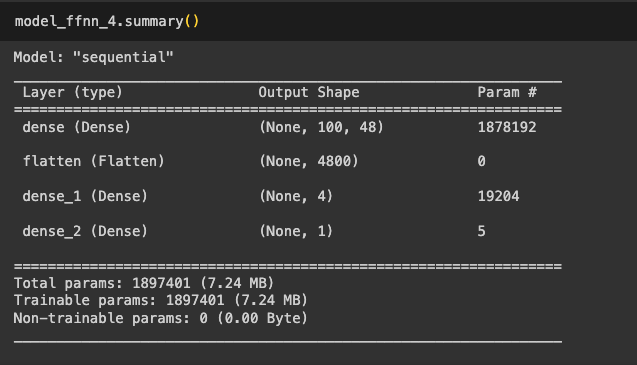 model_ffnn_4.summary()
Model: "sequential"
Layer (type) Output Shape Param #
dense (Dense) (None, 100, 48) 1878192
flatten (Flatten) (None, 4800) 0
dense_1 (Dense) (None, 4) 19204
dense_2 (Dense) (None, 1) 5
Total params: 1897401 (7.24 MB)
Trainable params: 1897401 (7.24 MB)
Non-trainable params: 0 (0.00 Byte)